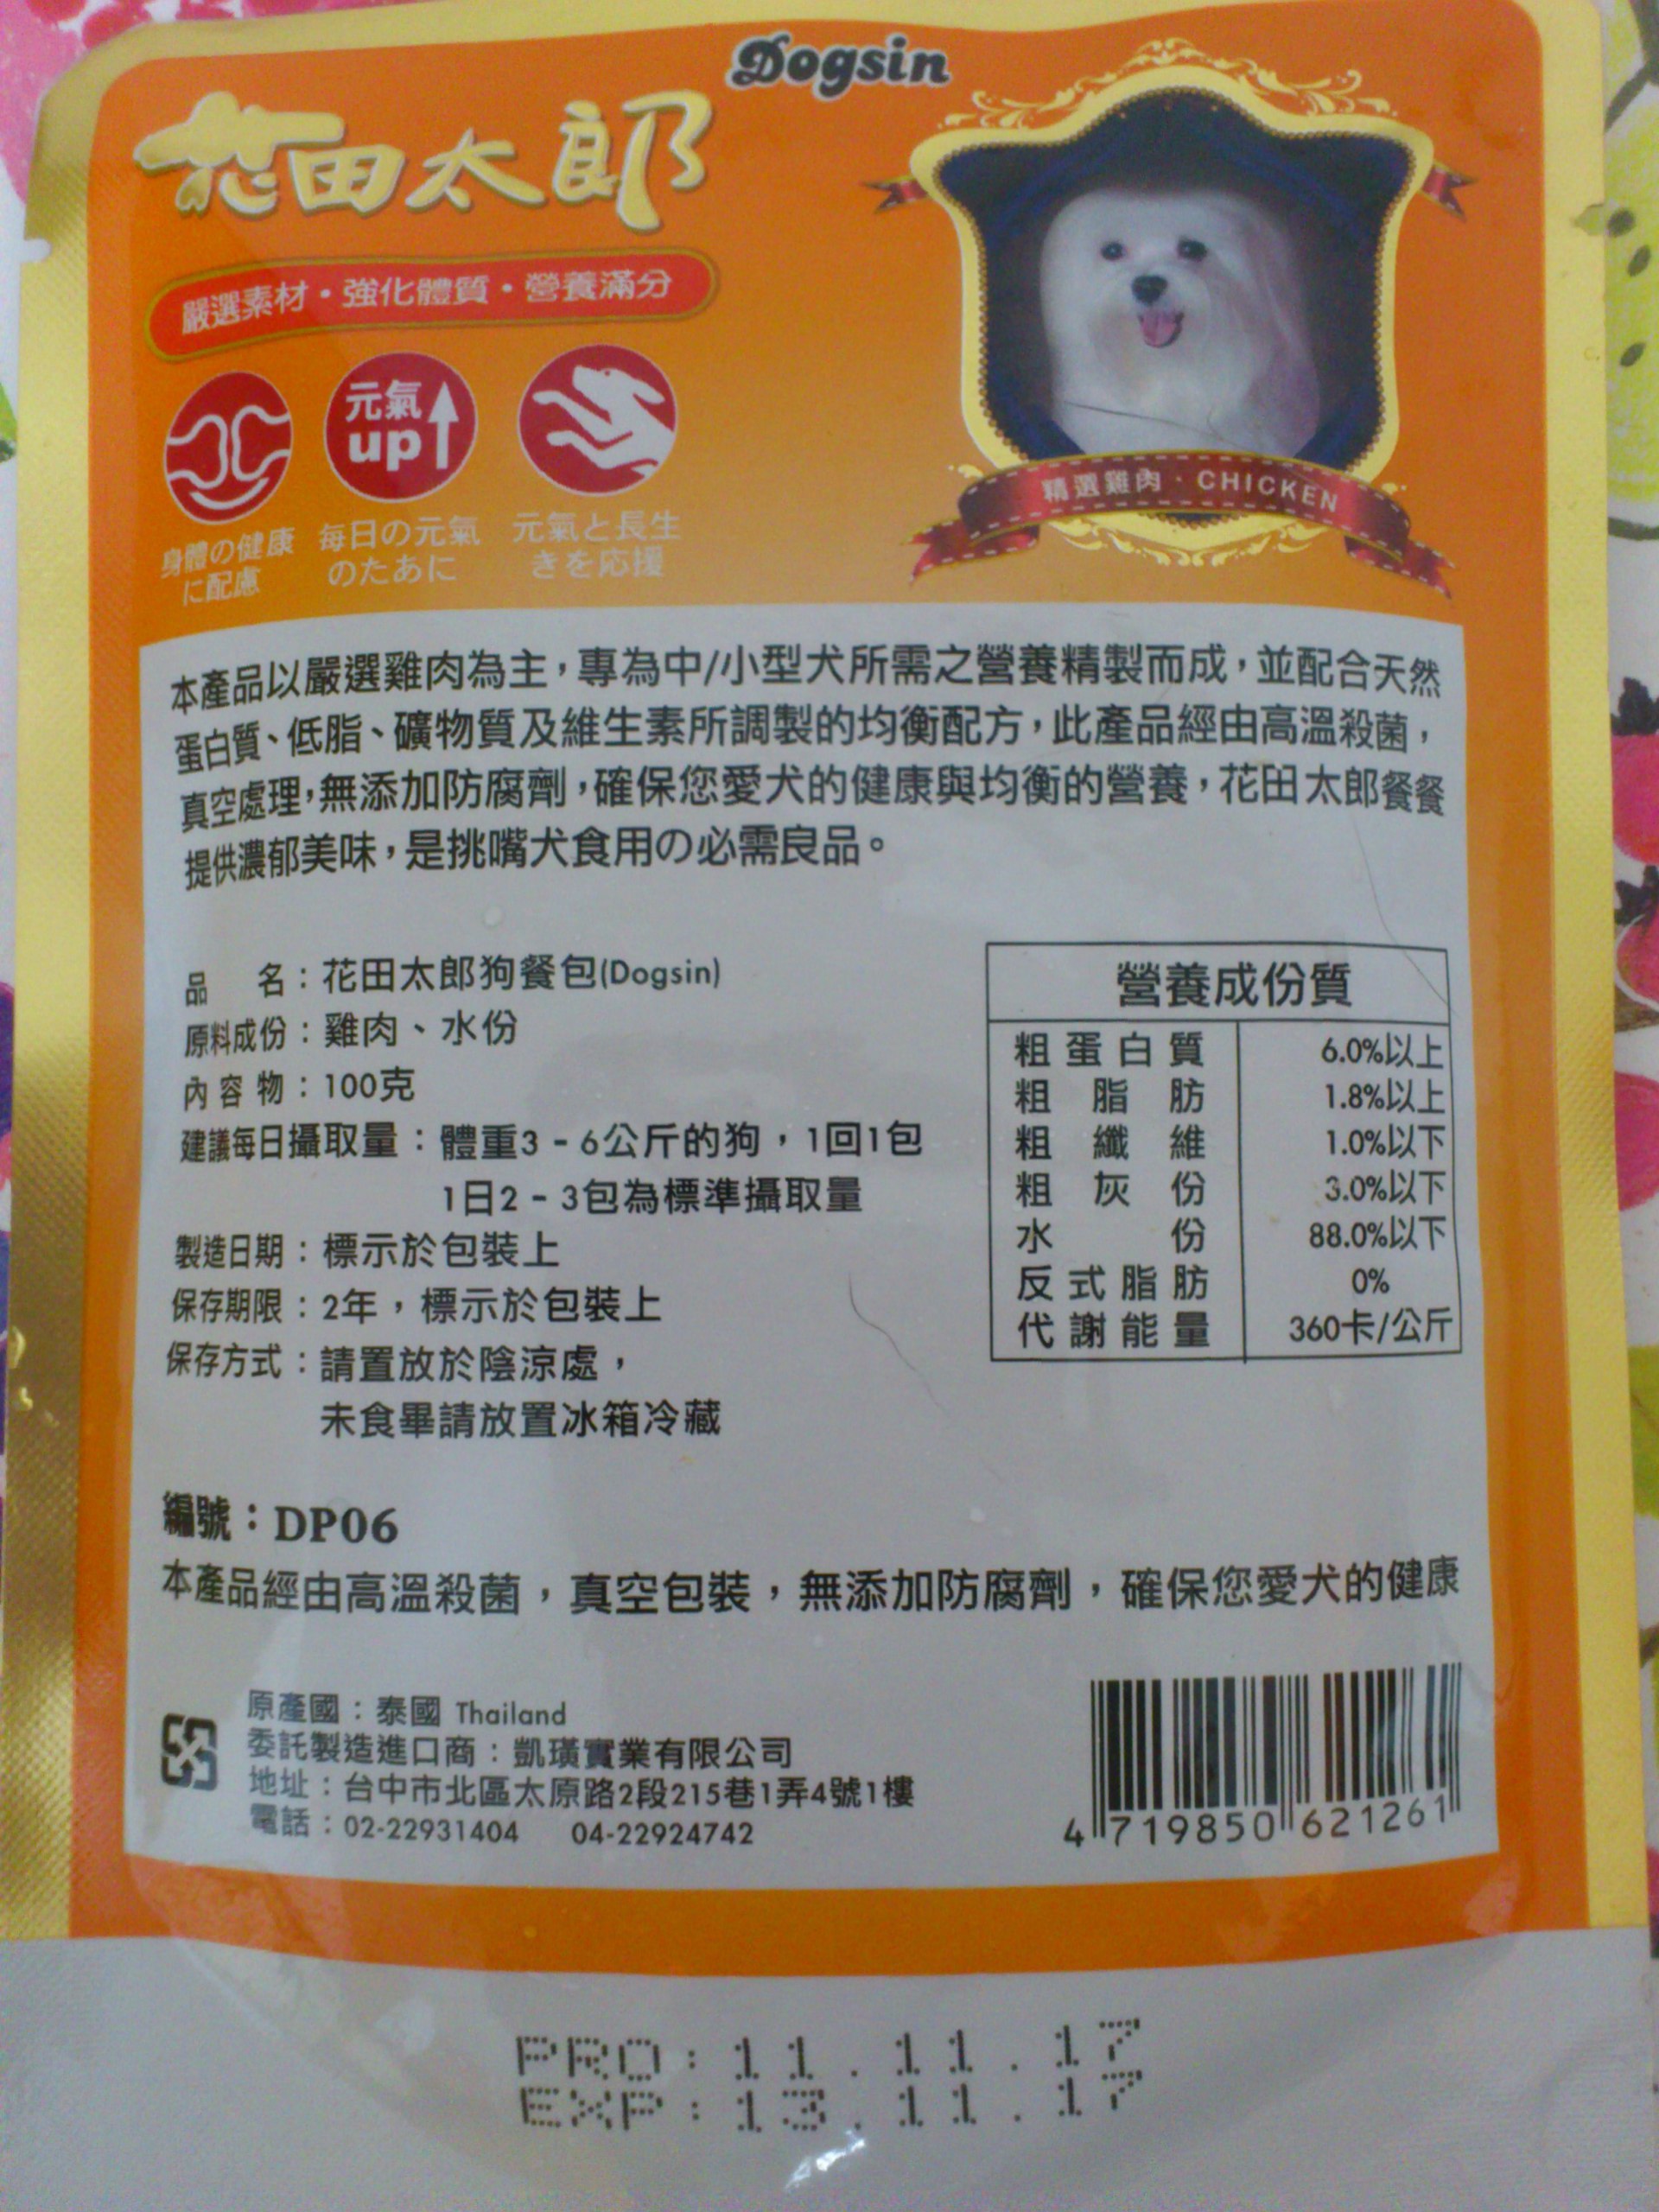 Dogsin
花田太郎
嚴選素材・強化體質・營養滿分
元氣
up
身體の健康
に配慮
每日の元氣
のたあに
元氣と長生
きを応援
精選雞肉・CHICKEN
本產品以嚴選雞肉為主，專為中/小型犬所需之營養精製而成，並配合天然
蛋白質、低脂、礦物質及維生素所調製的均衡配方，此產品經由高溫殺菌，
真空處理，無添加防腐劑，確保您愛犬的健康與均衡的營養，花田太郎餐餐
提供濃郁美味，是挑嘴犬食用の必需良品。
品 名：花田太郎狗餐包(Dogsin)
原料成份：雞肉、水份
內容物：100克
建議每日攝取量：體重3 - 6公斤的狗，1回1包
1日2 - 3包為標準攝取量
製造日期：標示於包裝上
保存期限：2年，標示於包裝上
保存方式：請置放於陰涼處，
未食畢請放置冰箱冷藏
營養成份質
粗蛋白質 6.0%以上
粗脂肪 1.8%以上
粗纖維 1.0%以下
粗灰份 3.0%以下
水份 88.0%以下
反式脂肪 0%
代謝能量 360卡/公斤
編號：DP06
本產品經由高溫殺菌，真空包裝，無添加防腐劑，確保您愛犬的健康
原產國：泰國 Thailand
委託製造進口商：凱璜實業有限公司
地址：台中市北區太原路2段215巷1弄4號1樓
電話：02-22931404 04-22924742
4 719850 621261
PRO:11.11.17
EXP:13.11.17